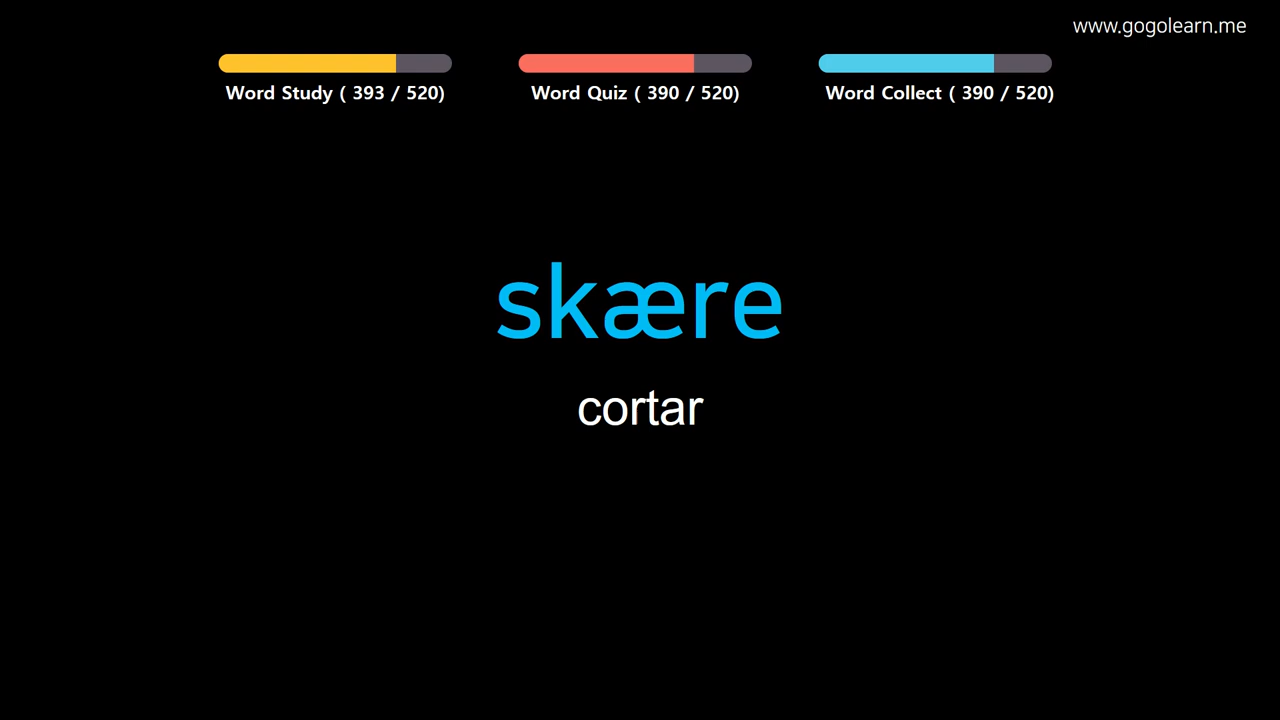 www.gogolearn.me
Word Study ( 393 / 520)
Word Quiz ( 390 / 520)
Word Collect ( 390 / 520)
skære
cortar